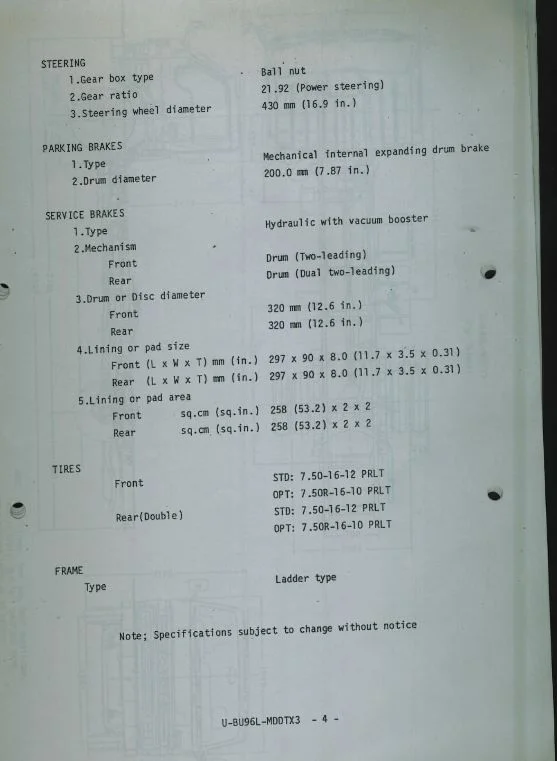 STEERING
1.Gear box type Ball nut
2.Gear ratio 21.92 (Power steering)
3.Steering wheel diameter 430 mm (16.9 in.)
PARKING BRAKES
1.Type Mechanical internal expanding drum brake
2.Drum diameter 200.0 mm (7.87 in.)
SERVICE BRAKES
1.Type Hydraulic with vacuum booster
2.Mechanism
Front Drum (Two-leading)
Rear Drum (Dual two-leading)
3.Drum or Disc diameter
Front 320 mm (12.6 in.)
Rear 320 mm (12.6 in.)
4.Lining or pad size
Front (L x W x T) mm (in.) 297 x 90 x 8.0 (11.7 x 3.5 x 0.31)
Rear (L x W x T) mm (in.) 297 x 90 x 8.0 (11.7 x 3.5 x 0.31)
5.Lining or pad area
Front sq.cm (sq.in.) 258 (53.2) x 2 x 2
Rear sq.cm (sq.in.) 258 (53.2) x 2 x 2
TIRES
Front STD: 7.50-16-12 PRLT
OPT: 7.50R-16-10 PRLT
Rear(Double) STD: 7.50-16-12 PRLT
OPT: 7.50R-16-10 PRLT
FRAME
Type Ladder type
Note; Specifications subject to change without notice
U-BU96L-MDDTX3 - 4 -